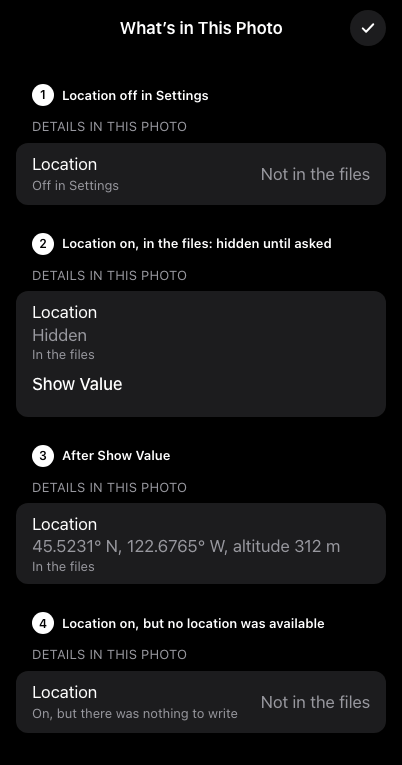 What's in This Photo
1 Location off in Settings
DETAILS IN THIS PHOTO
Location
Off in Settings
Not in the files
2 Location on, in the files: hidden until asked
DETAILS IN THIS PHOTO
Location
Hidden
In the files
Show Value
3 After Show Value
DETAILS IN THIS PHOTO
Location
45.5231° N, 122.6765° W, altitude 312 m
In the files
4 Location on, but no location was available
DETAILS IN THIS PHOTO
Location
On, but there was nothing to write
Not in the files